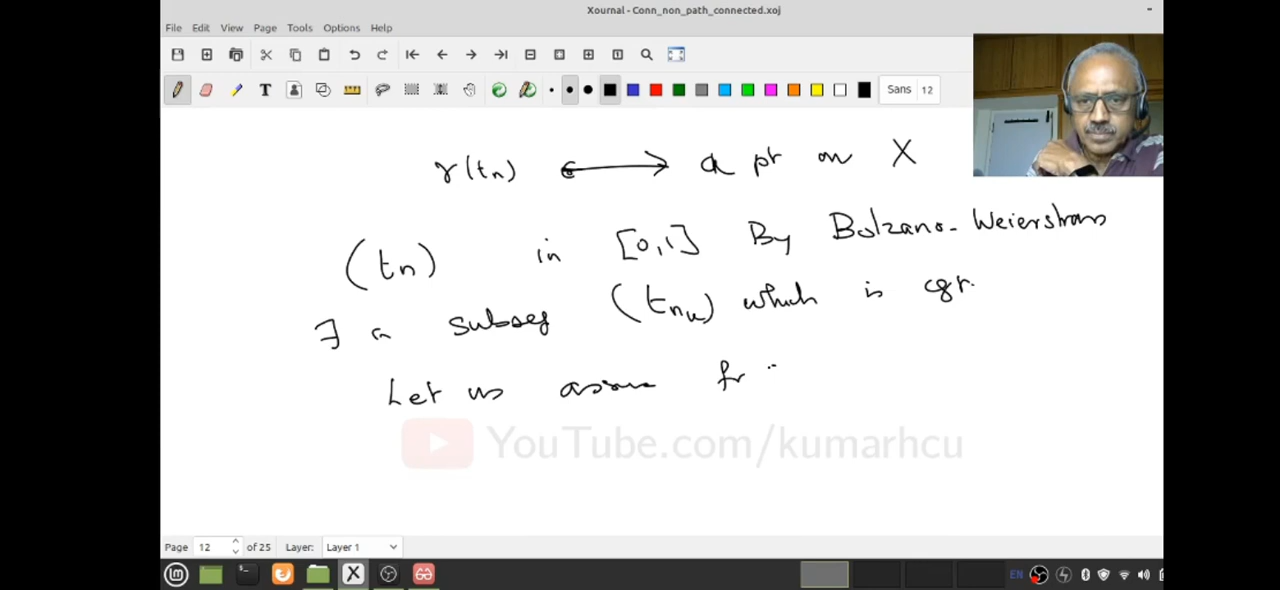 Xournal - Conn_non_path_connected.xoj
File Edit View Page Tools Options Help
Sans 12
γ(tn) ⟷ a pt on X
(tn) in [0,1] By Bolzano-Weierstrass
∃ a subseq (tnk) which is cgt.
Let us assume for
YouTube.com/kumarhcu
Page 12 of 25 Layer: Layer 1
EN